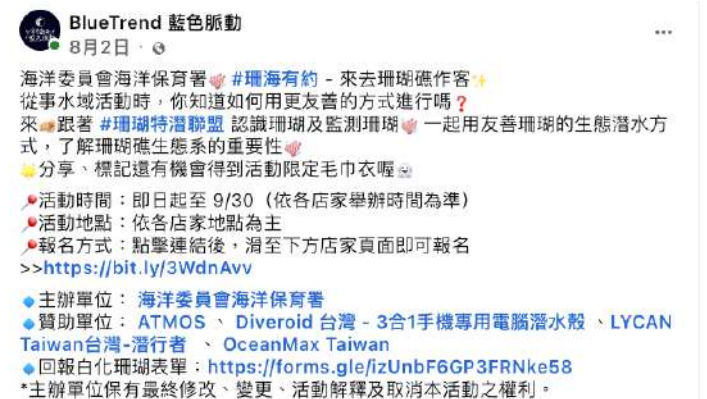 BlueTrend 藍色脈動
8月2日 ·
海洋委員會海洋保育署🪸 #珊海有約 - 來去珊瑚礁作客✨
從事水域活動時，你知道如何用更友善的方式進行嗎❓
來🤜跟著 #珊瑚特潛聯盟 認識珊瑚及監測珊瑚🪸 一起用友善珊瑚的生態潛水方
式，了解珊瑚礁生態系的重要性🪸
🌟分享、標記還有機會得到活動限定毛巾衣喔
📍活動時間：即日起至 9/30（依各店家舉辦時間為準）
📍活動地點：依各店家地點為主
📍報名方式：點擊連結後，滑至下方店家頁面即可報名
>>https://bit.ly/3WdnAvv
🔹主辦單位： 海洋委員會海洋保育署
🔹贊助單位： ATMOS 、 Diveroid 台灣 - 3合1手機專用電腦潛水殼 、LYCAN
Taiwan台灣-潛行者 、 OceanMax Taiwan
🔹回報白化珊瑚表單：https://forms.gle/izUnbF6GP3FRNke58
*主辦單位保有最終修改、變更、活動解釋及取消本活動之權利。